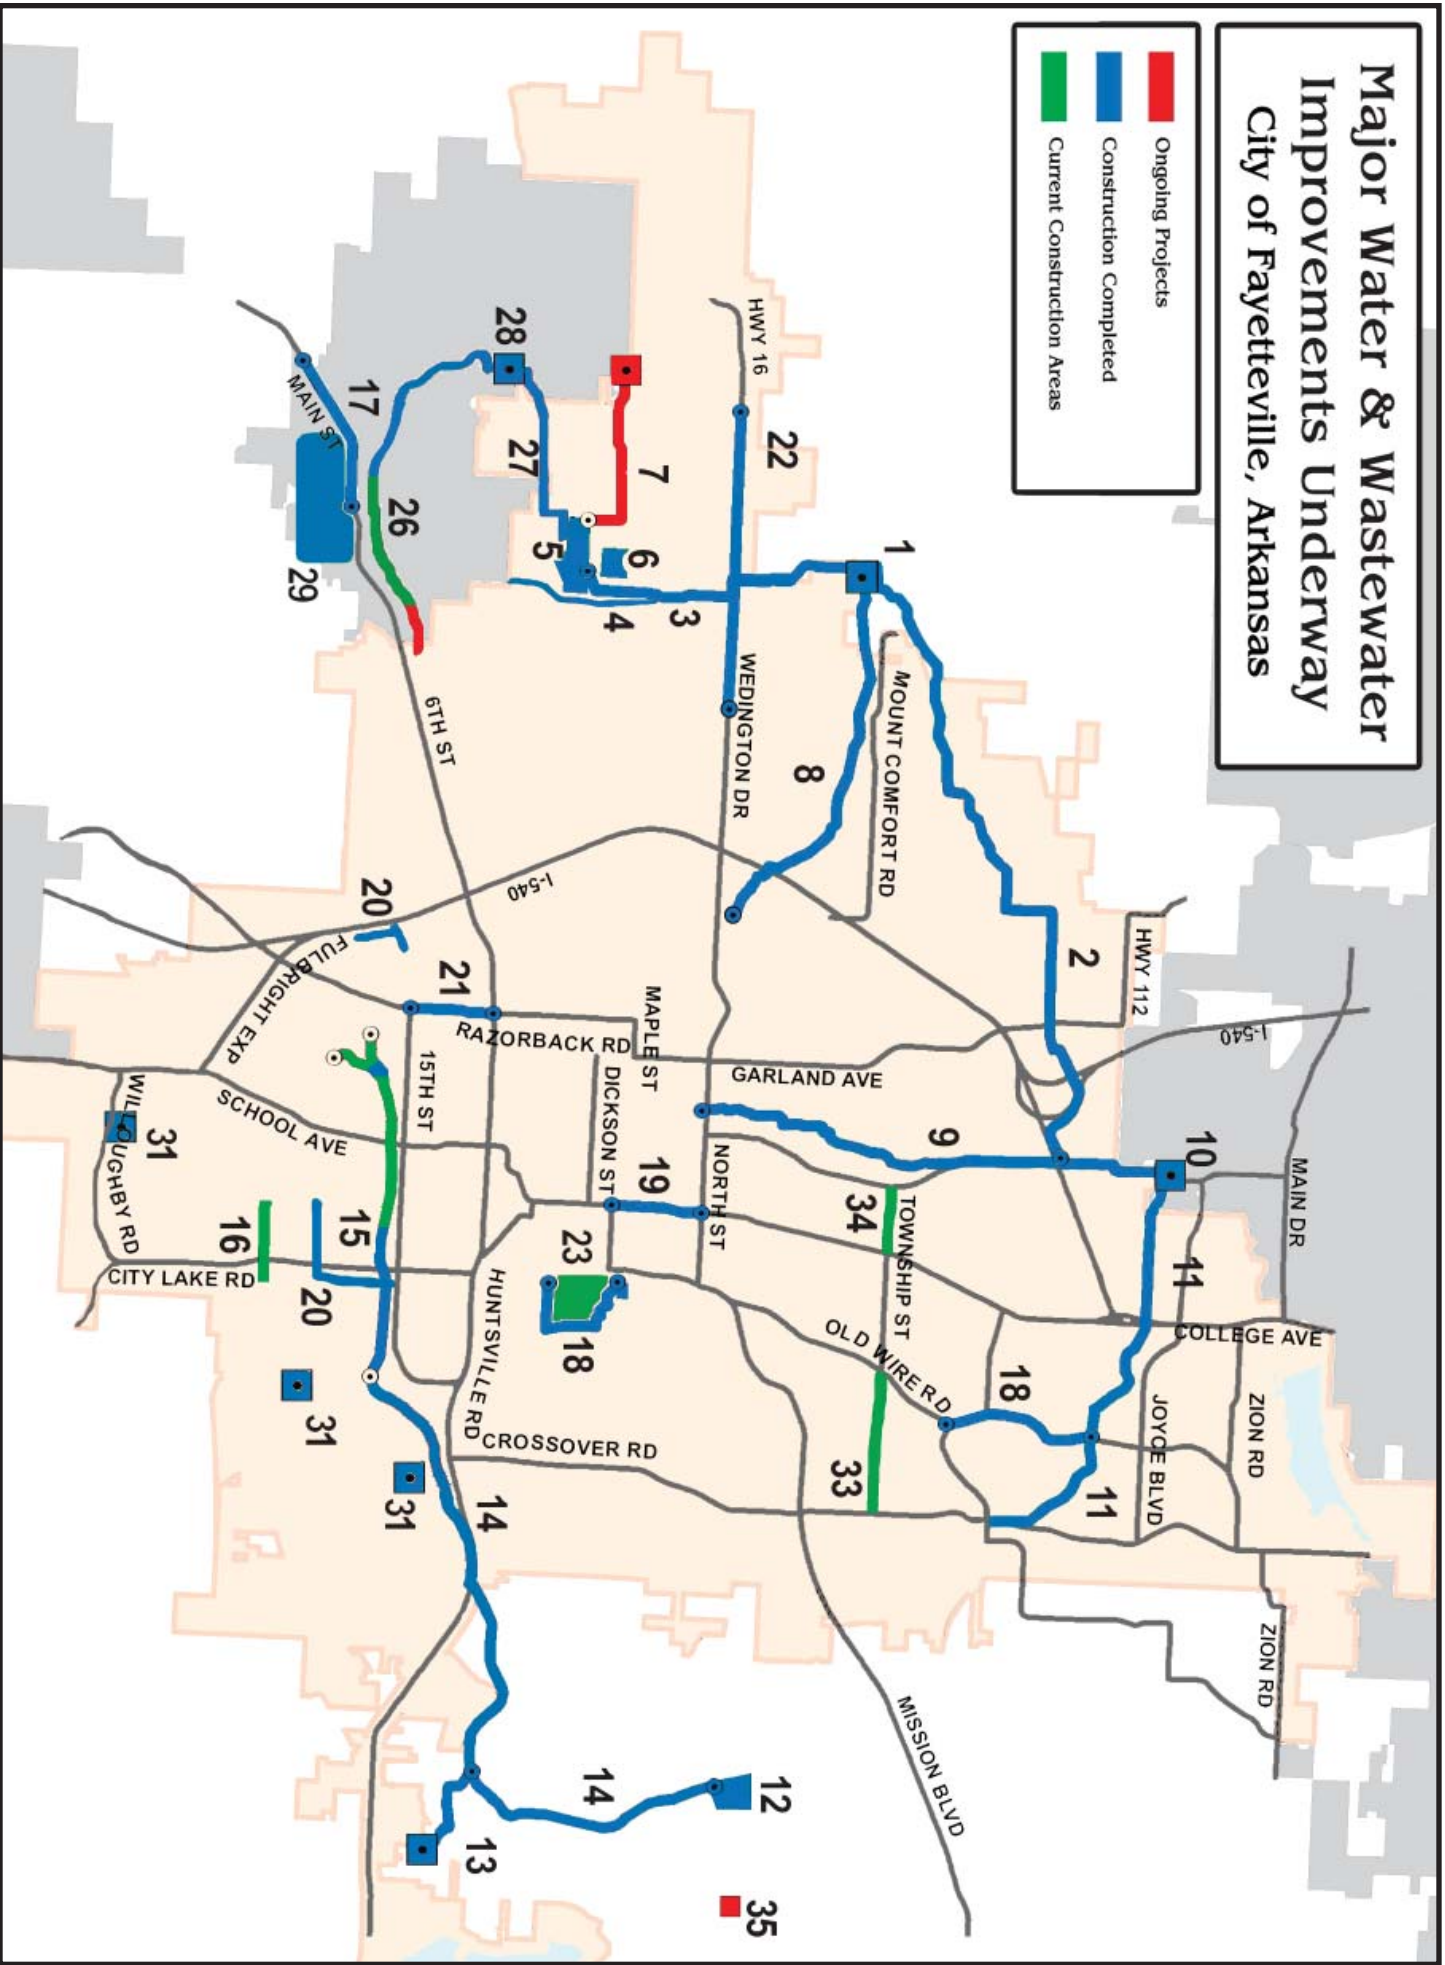 Major Water & Wastewater
Improvements Underway
City of Fayetteville, Arkansas
Ongoing Projects
Construction Completed
Current Construction Areas
MAIN DR
I-540
HWY 112
10
11
COLLEGE AVE
ZION RD
JOYCE BLVD
ZION RD
2
9
18
11
1
MOUNT COMFORT RD
8
34
TOWNSHIP ST
OLD WIRE RD
33
MISSION BLVD
HWY 16
22
WEDINGTON DR
GARLAND AVE
NORTH ST
12
35
7
6
3
4
5
MAPLE ST
19
DICKSON ST
23
18
CROSSOVER RD
14
28
27
I-540
RAZORBACK RD
HUNTSVILLE RD
14
13
6TH ST
21
15TH ST
26
17
MAIN ST
29
20
FULBRIGHT EXP
SCHOOL AVE
15
20
31
31
16
CITY LAKE RD
31
WILLOUGHBY RD